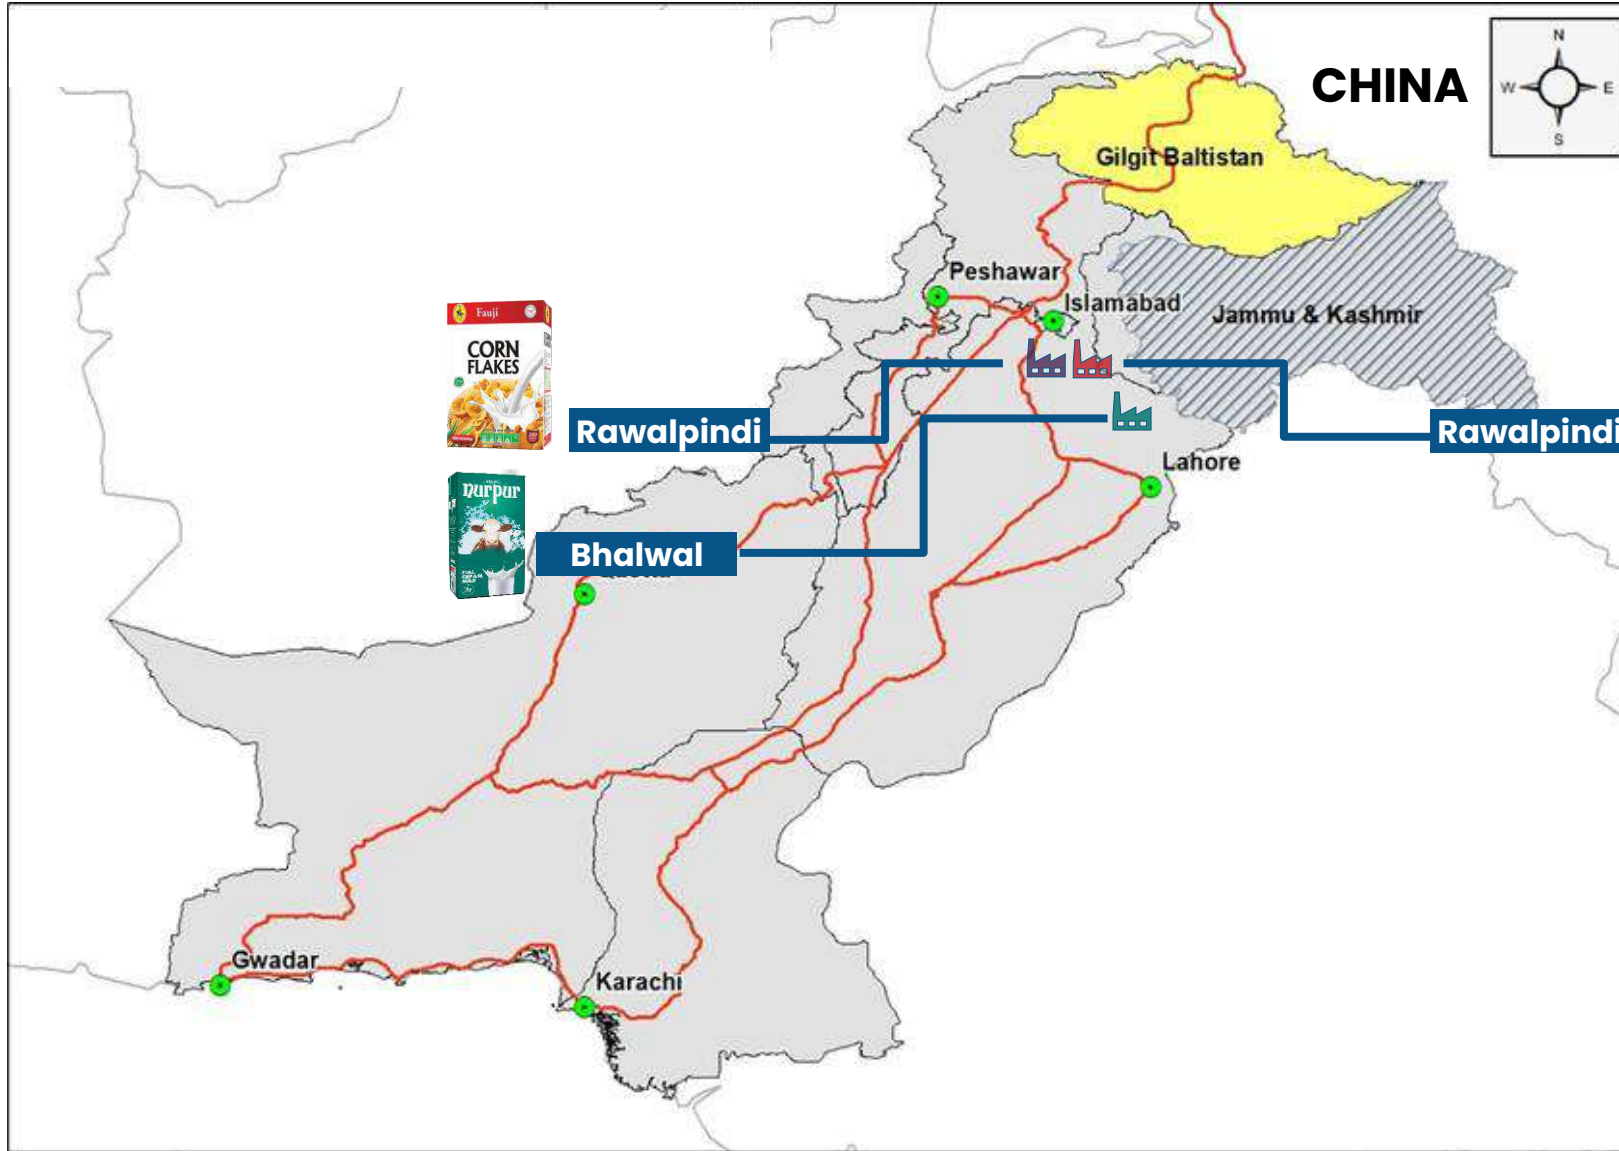 CHINA
N
W
E
S
Gilgit Baltistan
Peshawar
Islamabad
Jammu & Kashmir
Fauji
CORN
FLAKES
Rawalpindi
Rawalpindi
Lahore
nurpur
Bhalwal
Gwadar
Karachi